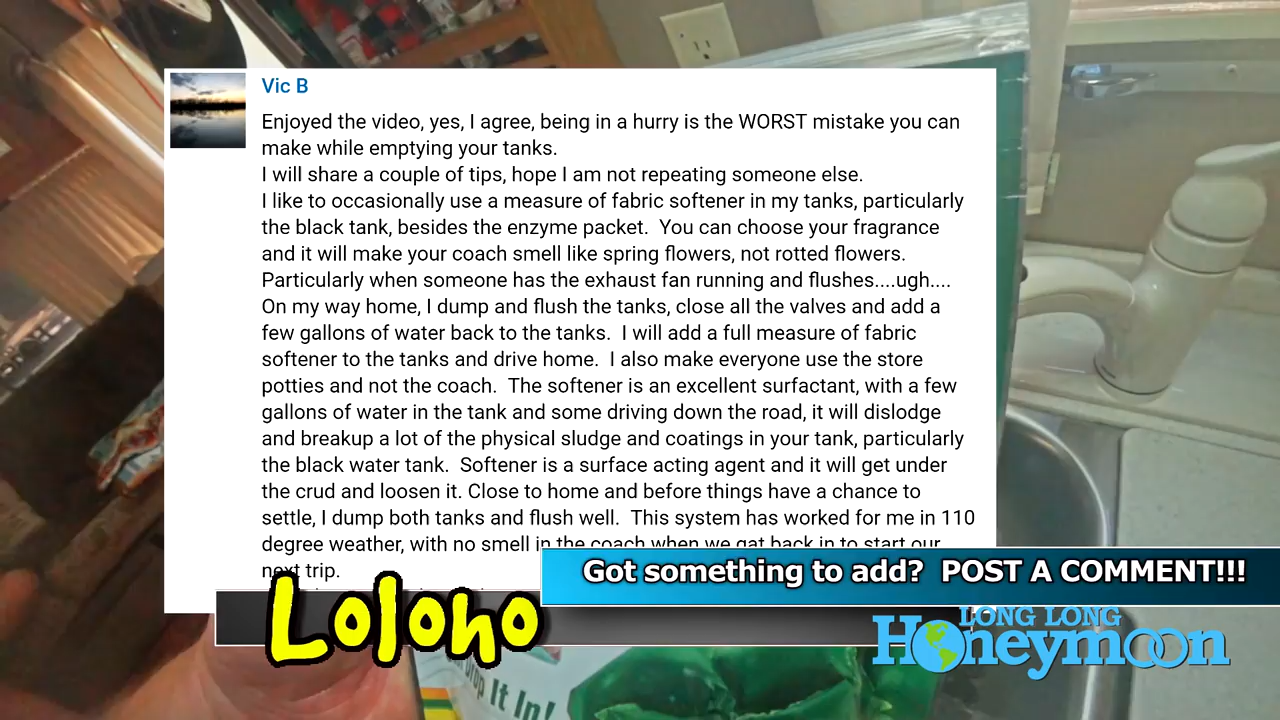 Vic B
Enjoyed the video, yes, I agree, being in a hurry is the WORST mistake you can
make while emptying your tanks.
I will share a couple of tips, hope I am not repeating someone else.
I like to occasionally use a measure of fabric softener in my tanks, particularly
the black tank, besides the enzyme packet.  You can choose your fragrance
and it will make your coach smell like spring flowers, not rotted flowers.
Particularly when someone has the exhaust fan running and flushes....ugh....
On my way home, I dump and flush the tanks, close all the valves and add a
few gallons of water back to the tanks.  I will add a full measure of fabric
softener to the tanks and drive home.  I also make everyone use the store
potties and not the coach.  The softener is an excellent surfactant, with a few
gallons of water in the tank and some driving down the road, it will dislodge
and breakup a lot of the physical sludge and coatings in your tank, particularly
the black water tank.  Softener is a surface acting agent and it will get under
the crud and loosen it. Close to home and before things have a chance to
settle, I dump both tanks and flush well.  This system has worked for me in 110
degree weather, with no smell in the coach when we gat back in to start our
next trip.
Got something to add?  POST A COMMENT!!!
Loloho
LONG LONG
Honeymoon
Drop It In!